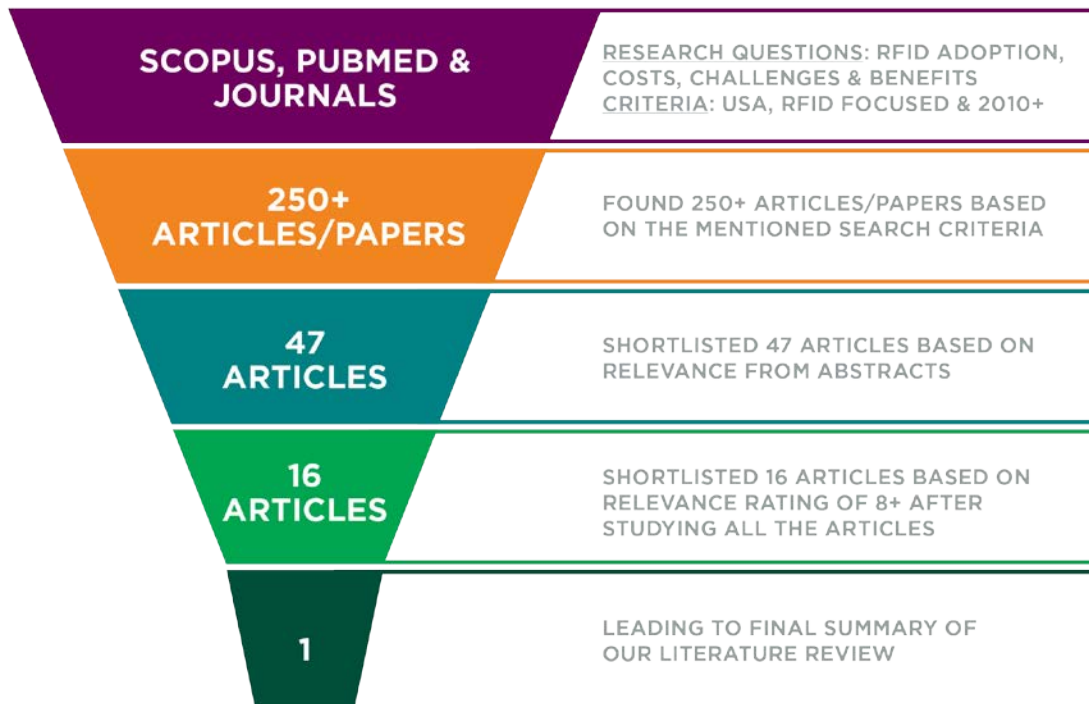 SCOPUS, PUBMED &
JOURNALS
RESEARCH QUESTIONS: RFID ADOPTION,
COSTS, CHALLENGES & BENEFITS
CRITERIA: USA, RFID FOCUSED & 2010+
250+
ARTICLES/PAPERS
FOUND 250+ ARTICLES/PAPERS BASED
ON THE MENTIONED SEARCH CRITERIA
47
ARTICLES
SHORTLISTED 47 ARTICLES BASED ON
RELEVANCE FROM ABSTRACTS
16
ARTICLES
SHORTLISTED 16 ARTICLES BASED ON
RELEVANCE RATING OF 8+ AFTER
STUDYING ALL THE ARTICLES
1
LEADING TO FINAL SUMMARY OF
OUR LITERATURE REVIEW